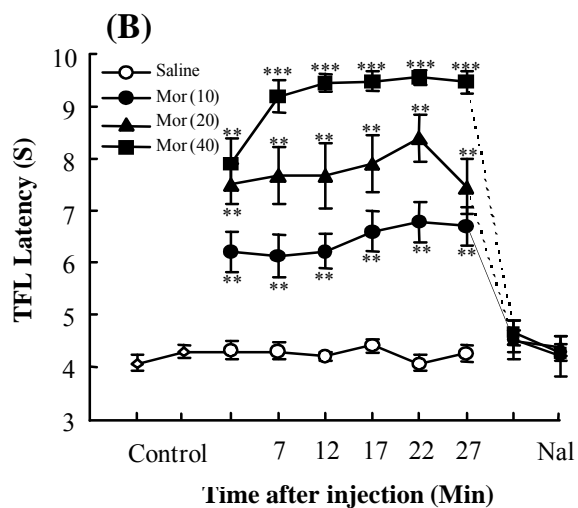 (B)
10
9
8
7
6
5
4
3
TFL Latency (S)
Saline
Mor (10)
Mor (20)
Mor (40)
*** *** *** *** ***
**
** ** ** ** ** **
**
** ** ** ** ** **
Control 7 12 17 22 27 Nal
Time after injection (Min)